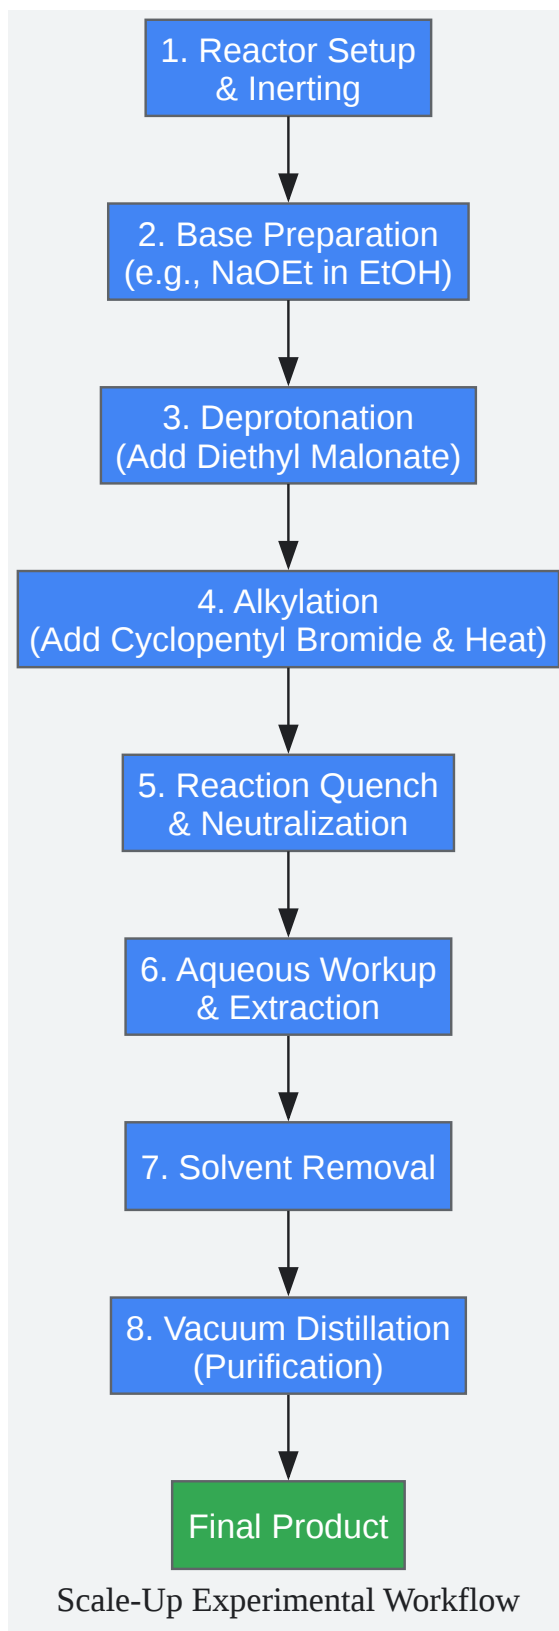 1. Reactor Setup
& Inerting
2. Base Preparation
(e.g., NaOEt in EtOH)
3. Deprotonation
(Add Diethyl Malonate)
4. Alkylation
(Add Cyclopentyl Bromide & Heat)
5. Reaction Quench
& Neutralization
6. Aqueous Workup
& Extraction
7. Solvent Removal
8. Vacuum Distillation
(Purification)
Final Product
Scale-Up Experimental Workflow